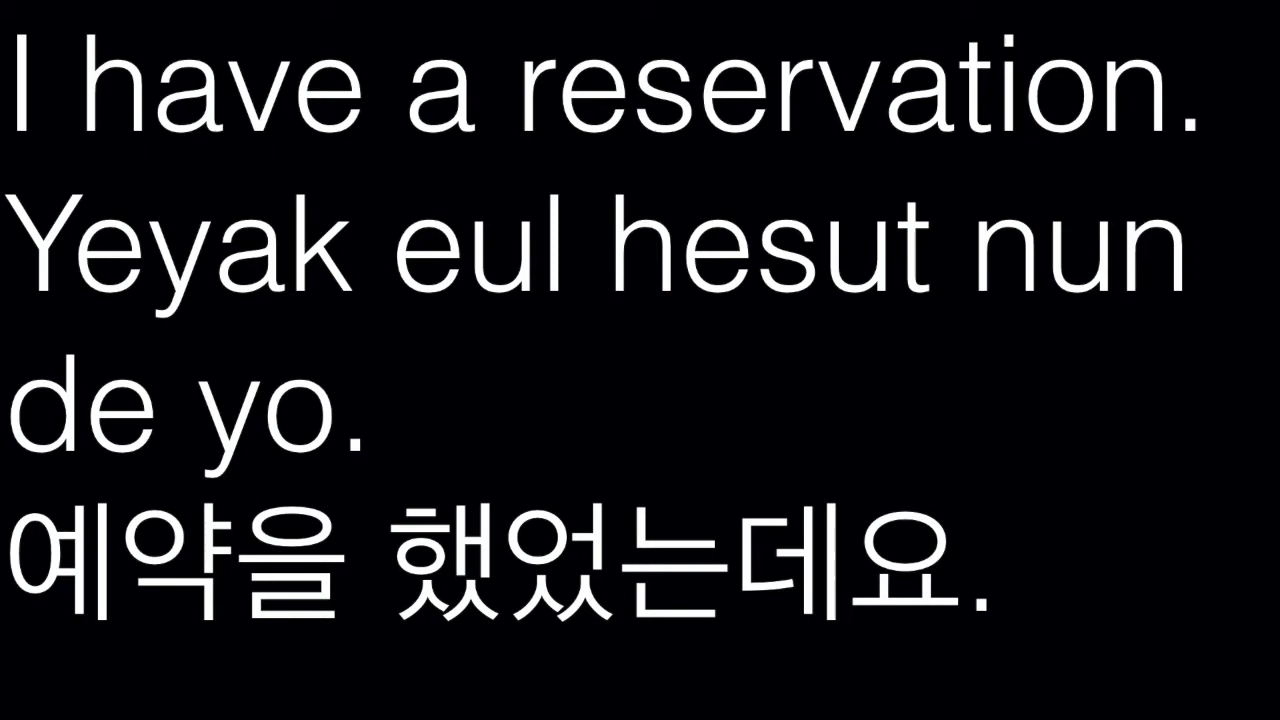 I have a reservation.
Yeyak eul hesut nun
de yo.
예약을 했었는데요.